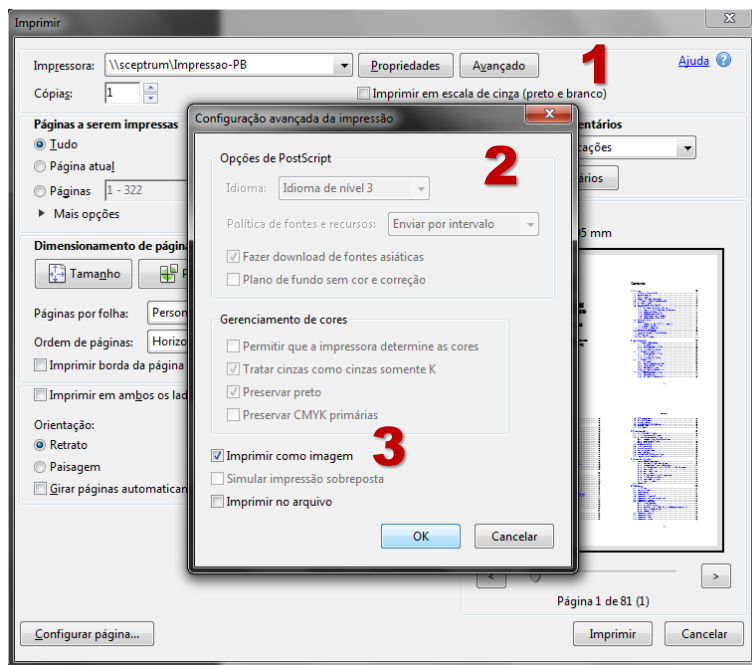 Imprimir
Impressora: \\sceptrum\Impressao-PB Propriedades Avançado 1 Ajuda
Cópias: 1 Imprimir em escala de cinza (preto e branco)
Páginas a serem impressas
Tudo
Página atual
Páginas 1 - 322
Mais opções
Dimensionamento de págin
Tamanho P
Páginas por folha: Person
Ordem de páginas: Horizo
Imprimir borda da página
Imprimir em ambos os lad
Orientação:
Retrato
Paisagem
Girar páginas automatican
Configurar página...
Configuração avançada da impressão
Opções de PostScript 2
Idioma: Idioma de nível 3
Política de fontes e recursos: Enviar por intervalo
Fazer download de fontes asiáticas
Plano de fundo sem cor e correção
Gerenciamento de cores
Permitir que a impressora determine as cores
Tratar cinzas como cinzas somente K
Preservar preto
Preservar CMYK primárias
Imprimir como imagem 3
Simular impressão sobreposta
Imprimir no arquivo
OK Cancelar
entários
cações
ários
5 mm
< >
Página 1 de 81 (1)
Imprimir Cancelar